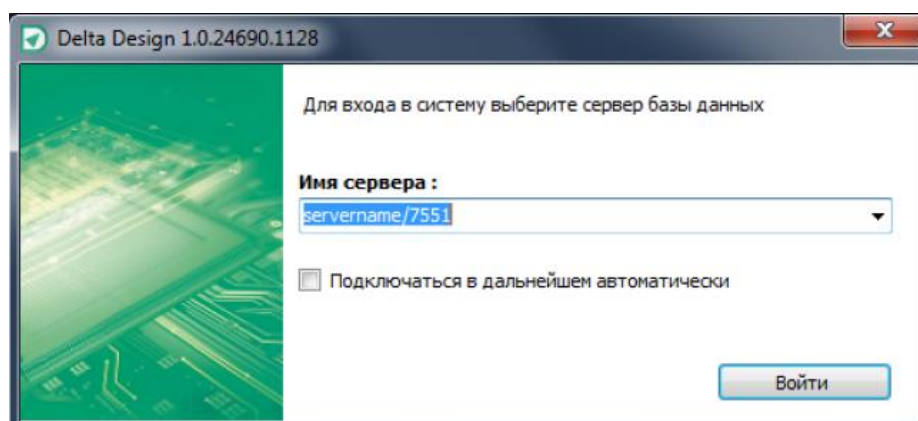 Delta Design 1.0.24690.1128
Для входа в систему выберите сервер базы данных
Имя сервера :
servername/7551
Подключаться в дальнейшем автоматически
Войти